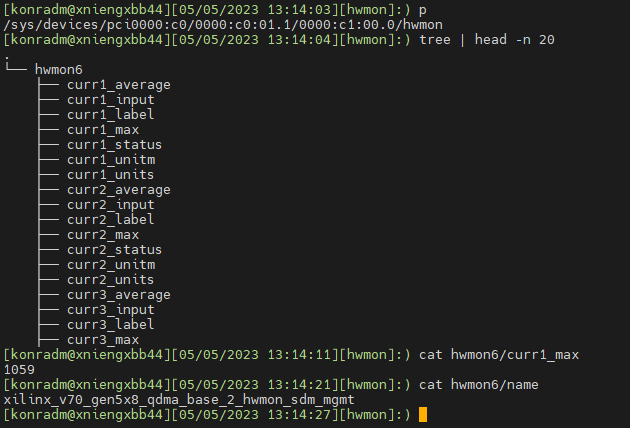 [konradm@xniengxbb44][05/05/2023 13:14:03][hwmon]:) p
/sys/devices/pci0000:c0/0000:c0:01.1/0000:c1:00.0/hwmon
[konradm@xniengxbb44][05/05/2023 13:14:04][hwmon]:) tree | head -n 20
.
└── hwmon6
    ├── curr1_average
    ├── curr1_input
    ├── curr1_label
    ├── curr1_max
    ├── curr1_status
    ├── curr1_unitm
    ├── curr1_units
    ├── curr2_average
    ├── curr2_input
    ├── curr2_label
    ├── curr2_max
    ├── curr2_status
    ├── curr2_unitm
    ├── curr2_units
    ├── curr3_average
    ├── curr3_input
    ├── curr3_label
    ├── curr3_max
[konradm@xniengxbb44][05/05/2023 13:14:11][hwmon]:) cat hwmon6/curr1_max
1059
[konradm@xniengxbb44][05/05/2023 13:14:21][hwmon]:) cat hwmon6/name
xilinx_v70_gen5x8_qdma_base_2_hwmon_sdm_mgmt
[konradm@xniengxbb44][05/05/2023 13:14:27][hwmon]:)